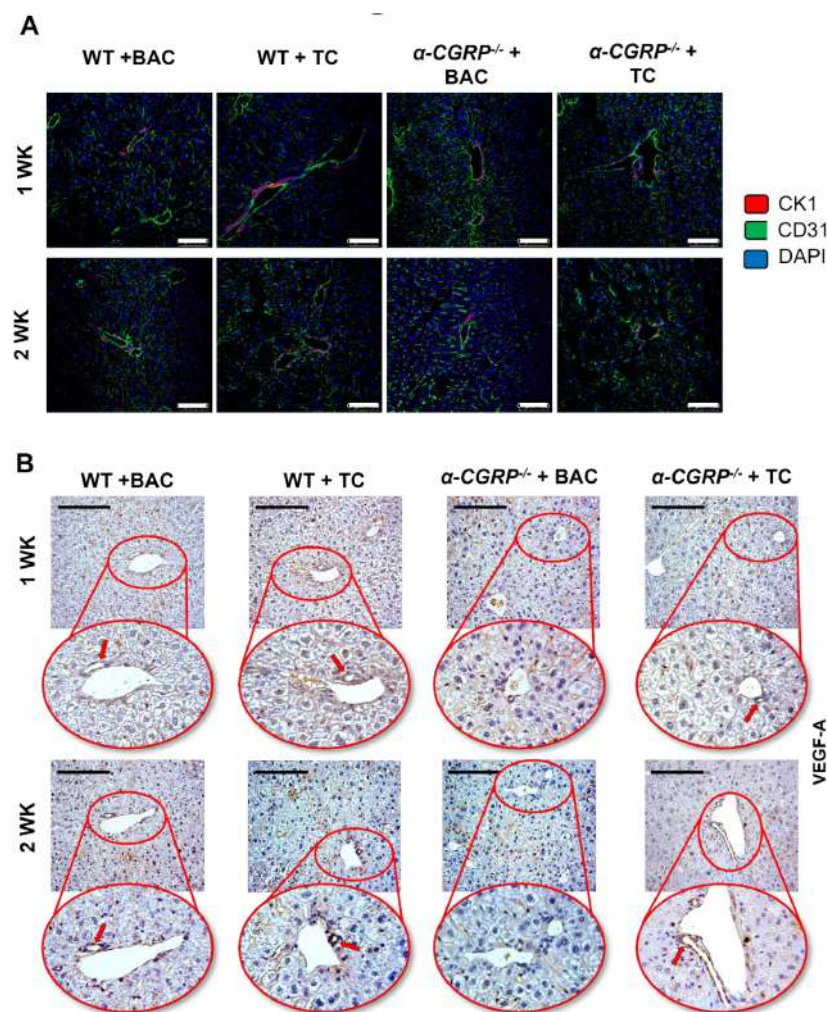 A
WT +BAC
WT + TC
α-CGRP-/- +
BAC
α-CGRP-/- +
TC
1 WK
2 WK
CK1
CD31
DAPI
B
WT +BAC
WT + TC
α-CGRP-/- + BAC
α-CGRP-/- + TC
1 WK
2 WK
VEGF-A